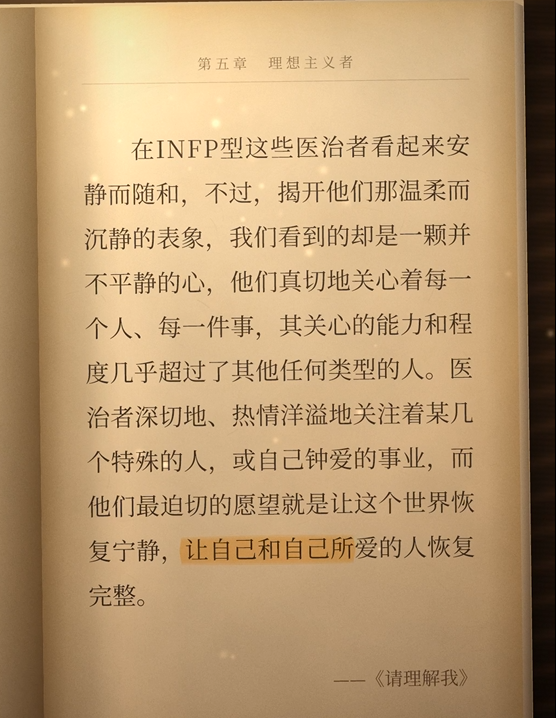 第五章 理想主义者
在INFP型这些医治者看起来安
静而随和，不过，揭开他们那温柔而
沉静的表象，我们看到的却是一颗并
不平静的心，他们真切地关心着每一
个人、每一件事，其关心的能力和程
度几乎超过了其他任何类型的人。医
治者深切地、热情洋溢地关注着某几
个特殊的人，或自己钟爱的事业，而
他们最迫切的愿望就是让这个世界恢
复宁静，让自己和自己所爱的人恢复
完整。
——《请理解我》